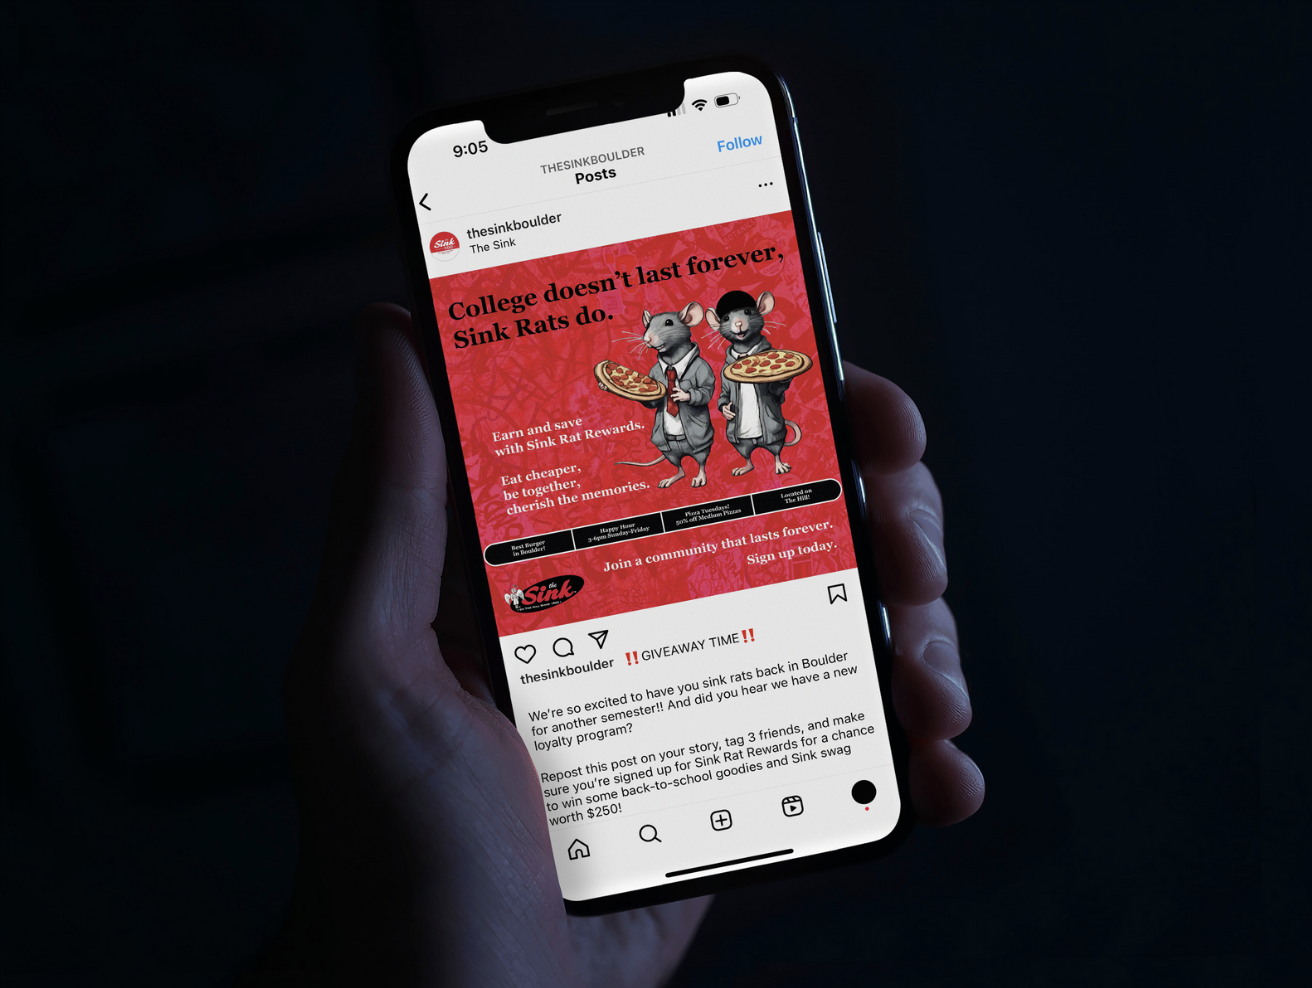 9:05
THESINKBOULDER
Posts
Follow
thesinkboulder
The Sink
College doesn't last forever,
Sink Rats do.
Earn and save
with Sink Rat Rewards.
Eat cheaper,
be together,
cherish the memories.
Best Burger
in Boulder!
Happy Hour
3-6pm Sunday-Friday
Pizza Tuesdays!
50% off Medium Pizzas
Located on
The Hill!
Join a community that lasts forever.
Sign up today.
the
Sink
thesinkboulder ‼️GIVEAWAY TIME‼️
We're so excited to have you sink rats back in Boulder
for another semester!! And did you hear we have a new
loyalty program?
Repost this post on your story, tag 3 friends, and make
sure you're signed up for Sink Rat Rewards for a chance
to win some back-to-school goodies and Sink swag
worth $250!